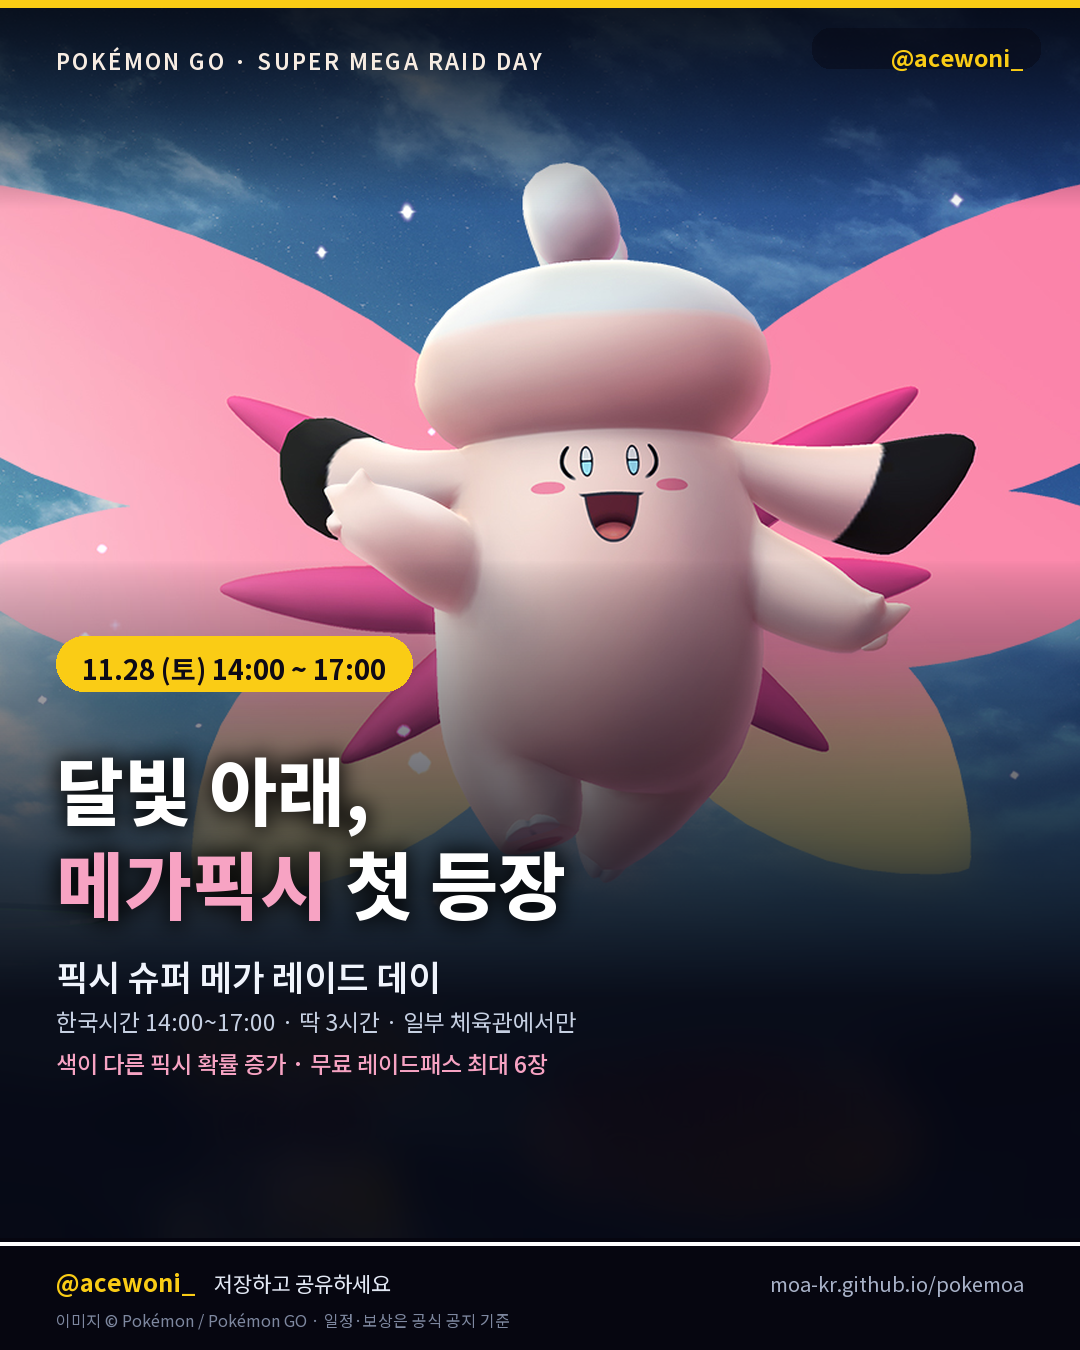 POKÉMON GO · SUPER MEGA RAID DAY
@acewoni_
11.28 (토) 14:00 ~ 17:00
달빛 아래,
메가픽시 첫 등장
픽시 슈퍼 메가 레이드 데이
한국시간 14:00~17:00 · 딱 3시간 · 일부 체육관에서만
색이 다른 픽시 확률 증가 · 무료 레이드패스 최대 6장
@acewoni_ 저장하고 공유하세요
moa-kr.github.io/pokemoa
이미지 © Pokémon / Pokémon GO · 일정·보상은 공식 공지 기준